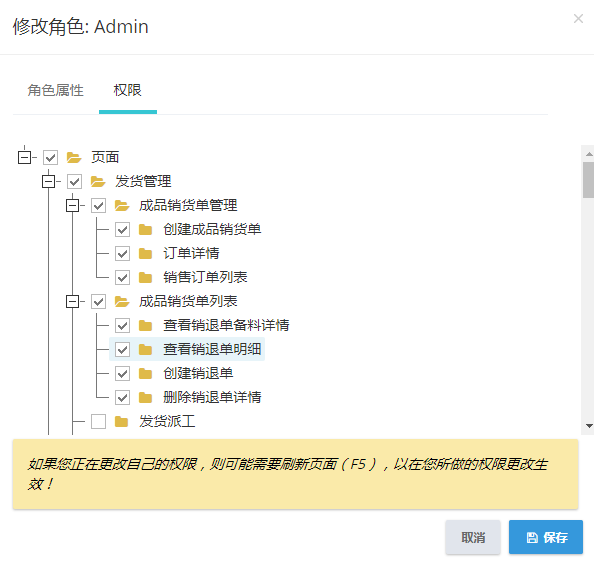 修改角色: Admin
角色属性 权限
页面
发货管理
成品销货单管理
创建成品销货单
订单详情
销售订单列表
成品销货单列表
查看销退单备料详情
查看销退单明细
创建销退单
删除销退单详情
发货派工
如果您正在更改自己的权限，则可能需要刷新页面（F5），以在您所做的权限更改生
效！
取消 保存